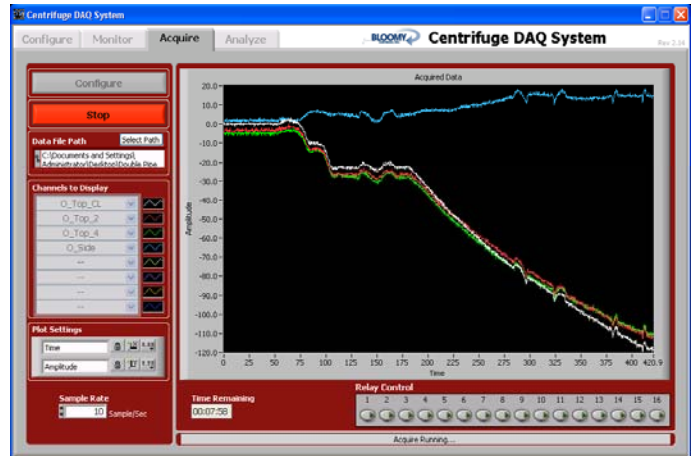 Centrifuge DAQ System
Configure Monitor Acquire Analyze BLOOMY Centrifuge DAQ System Rev 2.14
Configure
Stop
Data File Path Select Path
C:\Documents and Settings\
Administrator\Desktop\Double Pipe
Channels to Display
O_Top_CL
O_Top_2
O_Top_4
O_Side
--
--
--
--
Plot Settings
Time
Amplitude
Sample Rate
10 Sample/Sec
Acquired Data
Amplitude
20.0
10.0
0.0
-10.0
-20.0
-30.0
-40.0
-50.0
-60.0
-70.0
-80.0
-90.0
-100.0
-110.0
-120.0
0 25 50 75 100 125 150 175 200 225 250 275 300 325 350 375 400 420.9
Time
Time Remaining
00:07:58
Relay Control
1 2 3 4 5 6 7 8 9 10 11 12 13 14 15 16
Acquire Running...